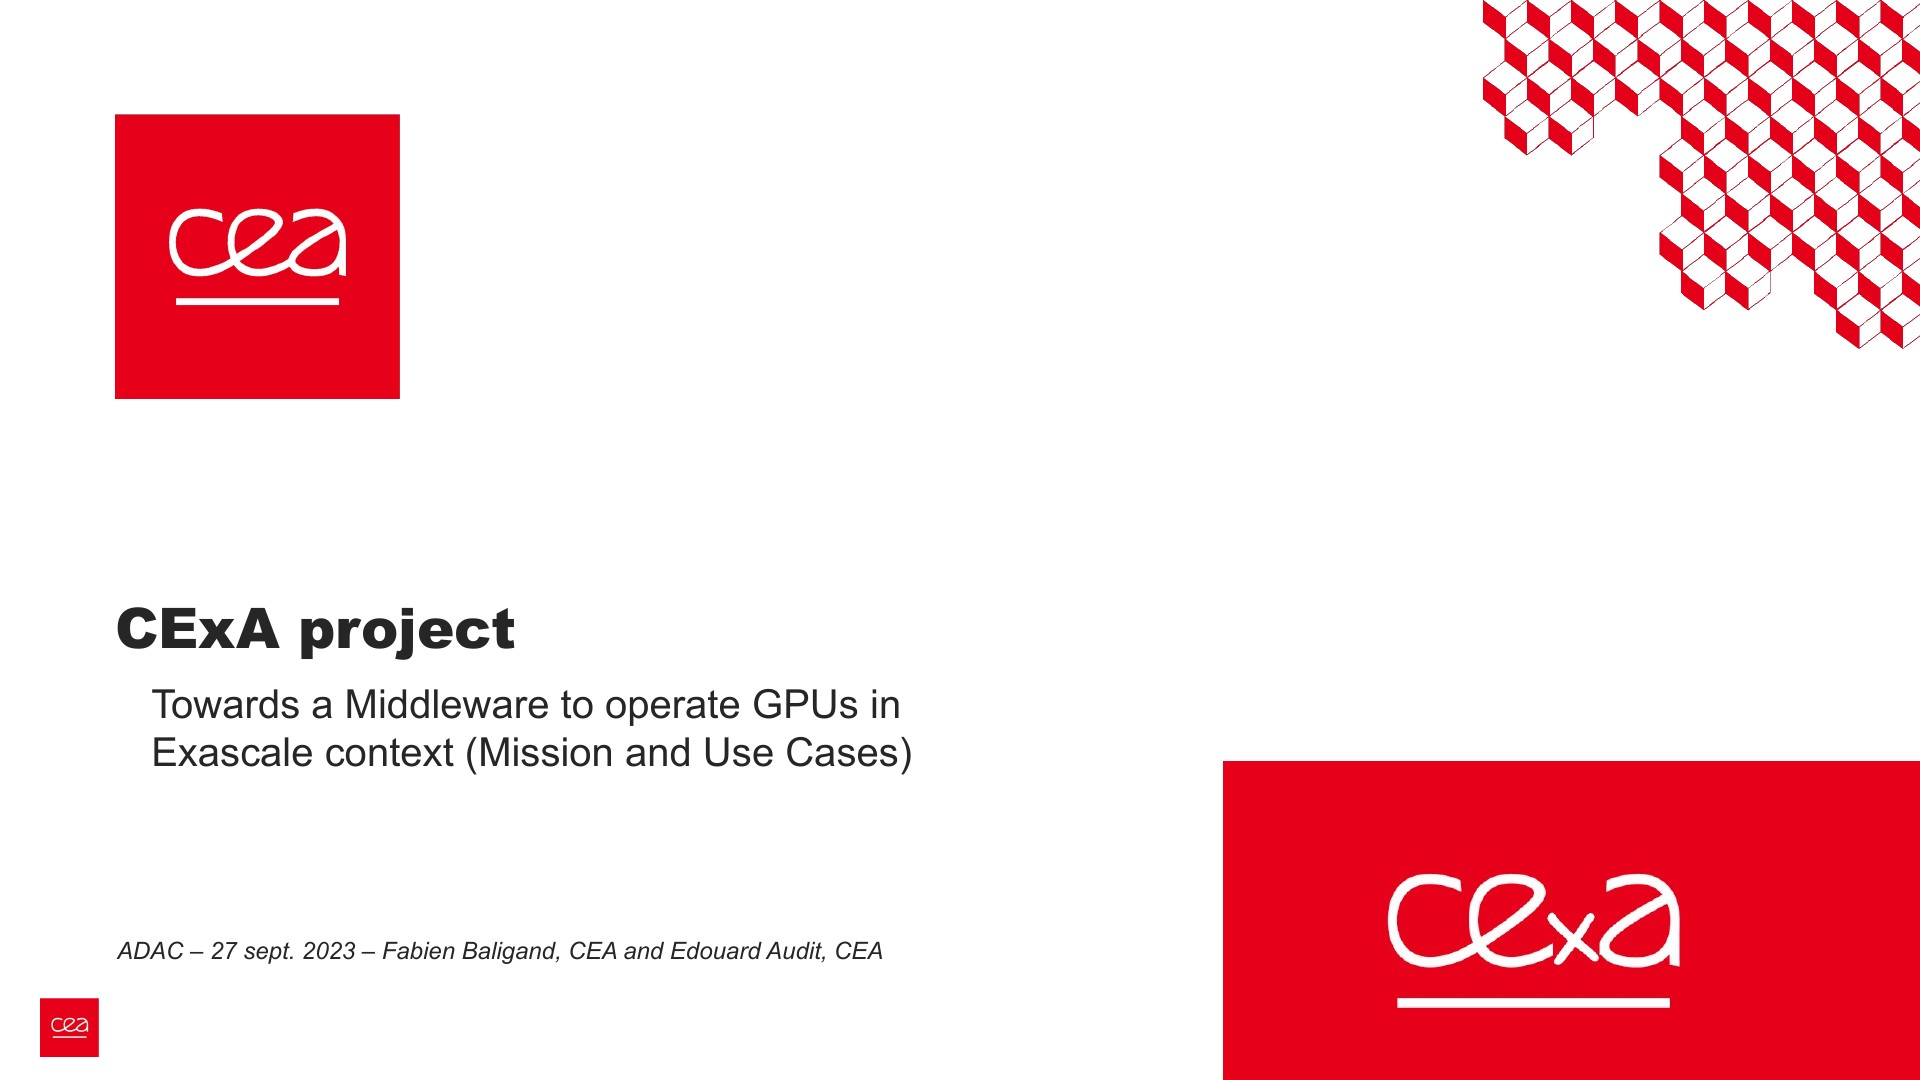 cea
CExA project
Towards a Middleware to operate GPUs in
Exascale context (Mission and Use Cases)
cexa
ADAC – 27 sept. 2023 – Fabien Baligand, CEA and Edouard Audit, CEA
cea